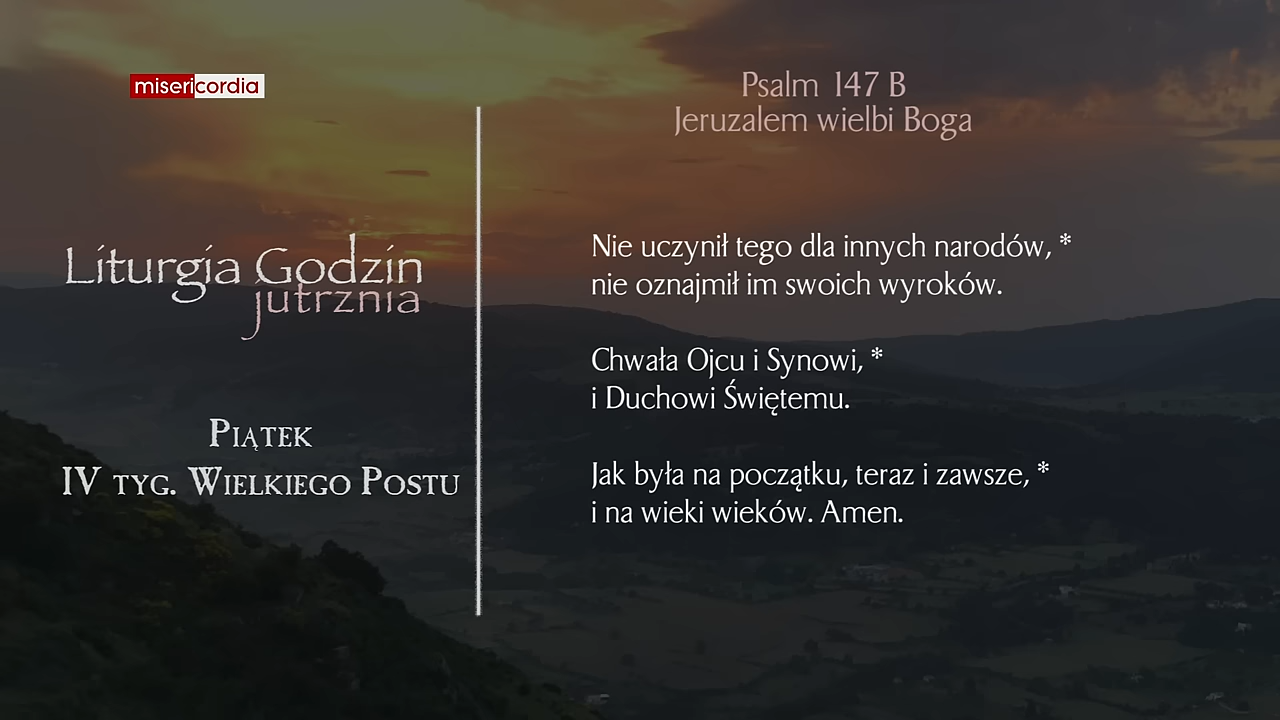 misericordia
Liturgia Godzin
jutrznia
Piątek
IV tyg. Wielkiego Postu
Psalm 147 B
Jeruzalem wielbi Boga
Nie uczynił tego dla innych narodów, *
nie oznajmił im swoich wyroków.
Chwała Ojcu i Synowi, *
i Duchowi Świętemu.
Jak była na początku, teraz i zawsze, *
i na wieki wieków. Amen.